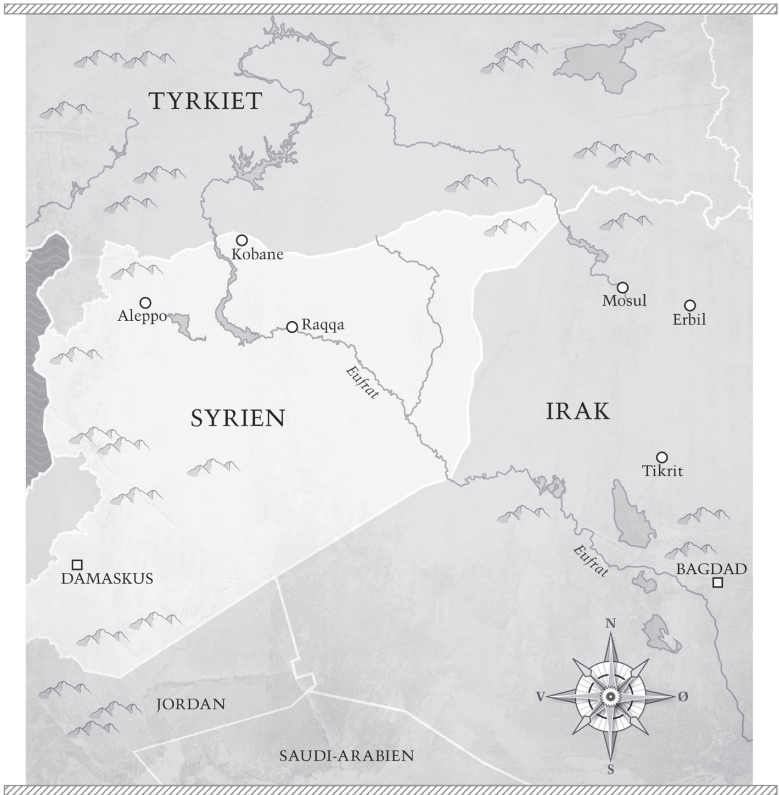 TYRKIET
Kobane
Aleppo
Raqqa
Mosul
Erbil
Eufrat
SYRIEN
IRAK
Tikrit
Eufrat
DAMASKUS
BAGDAD
N
V
Ø
S
JORDAN
SAUDI-ARABIEN